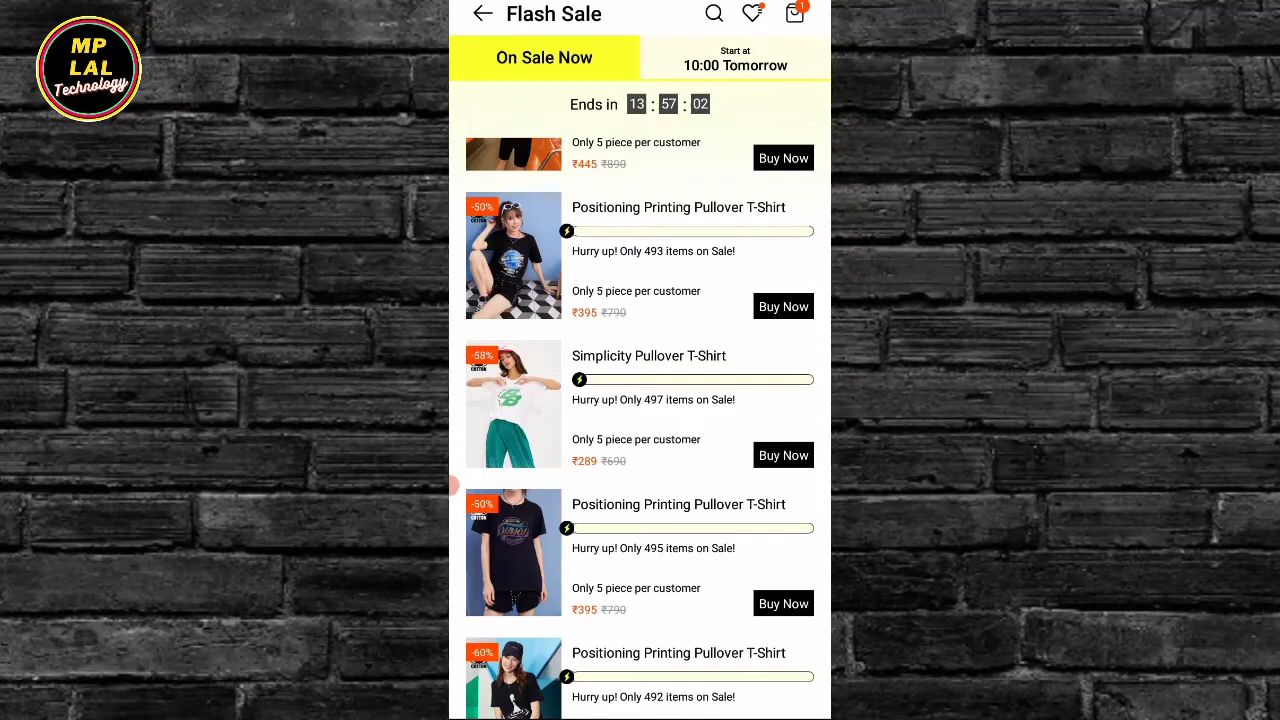 MP
LAL
Technology
Flash Sale
1
On Sale Now
Start at
10:00 Tomorrow
Ends in 13 : 57 : 02
Only 5 piece per customer
₹445 ₹890
Buy Now
-50%
COTTON
Positioning Printing Pullover T-Shirt
Hurry up! Only 493 items on Sale!
Only 5 piece per customer
₹395 ₹790
Buy Now
-58%
COTTON
Simplicity Pullover T-Shirt
Hurry up! Only 497 items on Sale!
Only 5 piece per customer
₹289 ₹690
Buy Now
-50%
COTTON
Positioning Printing Pullover T-Shirt
Hurry up! Only 495 items on Sale!
Only 5 piece per customer
₹395 ₹790
Buy Now
-60%
COTTON
Positioning Printing Pullover T-Shirt
Hurry up! Only 492 items on Sale!